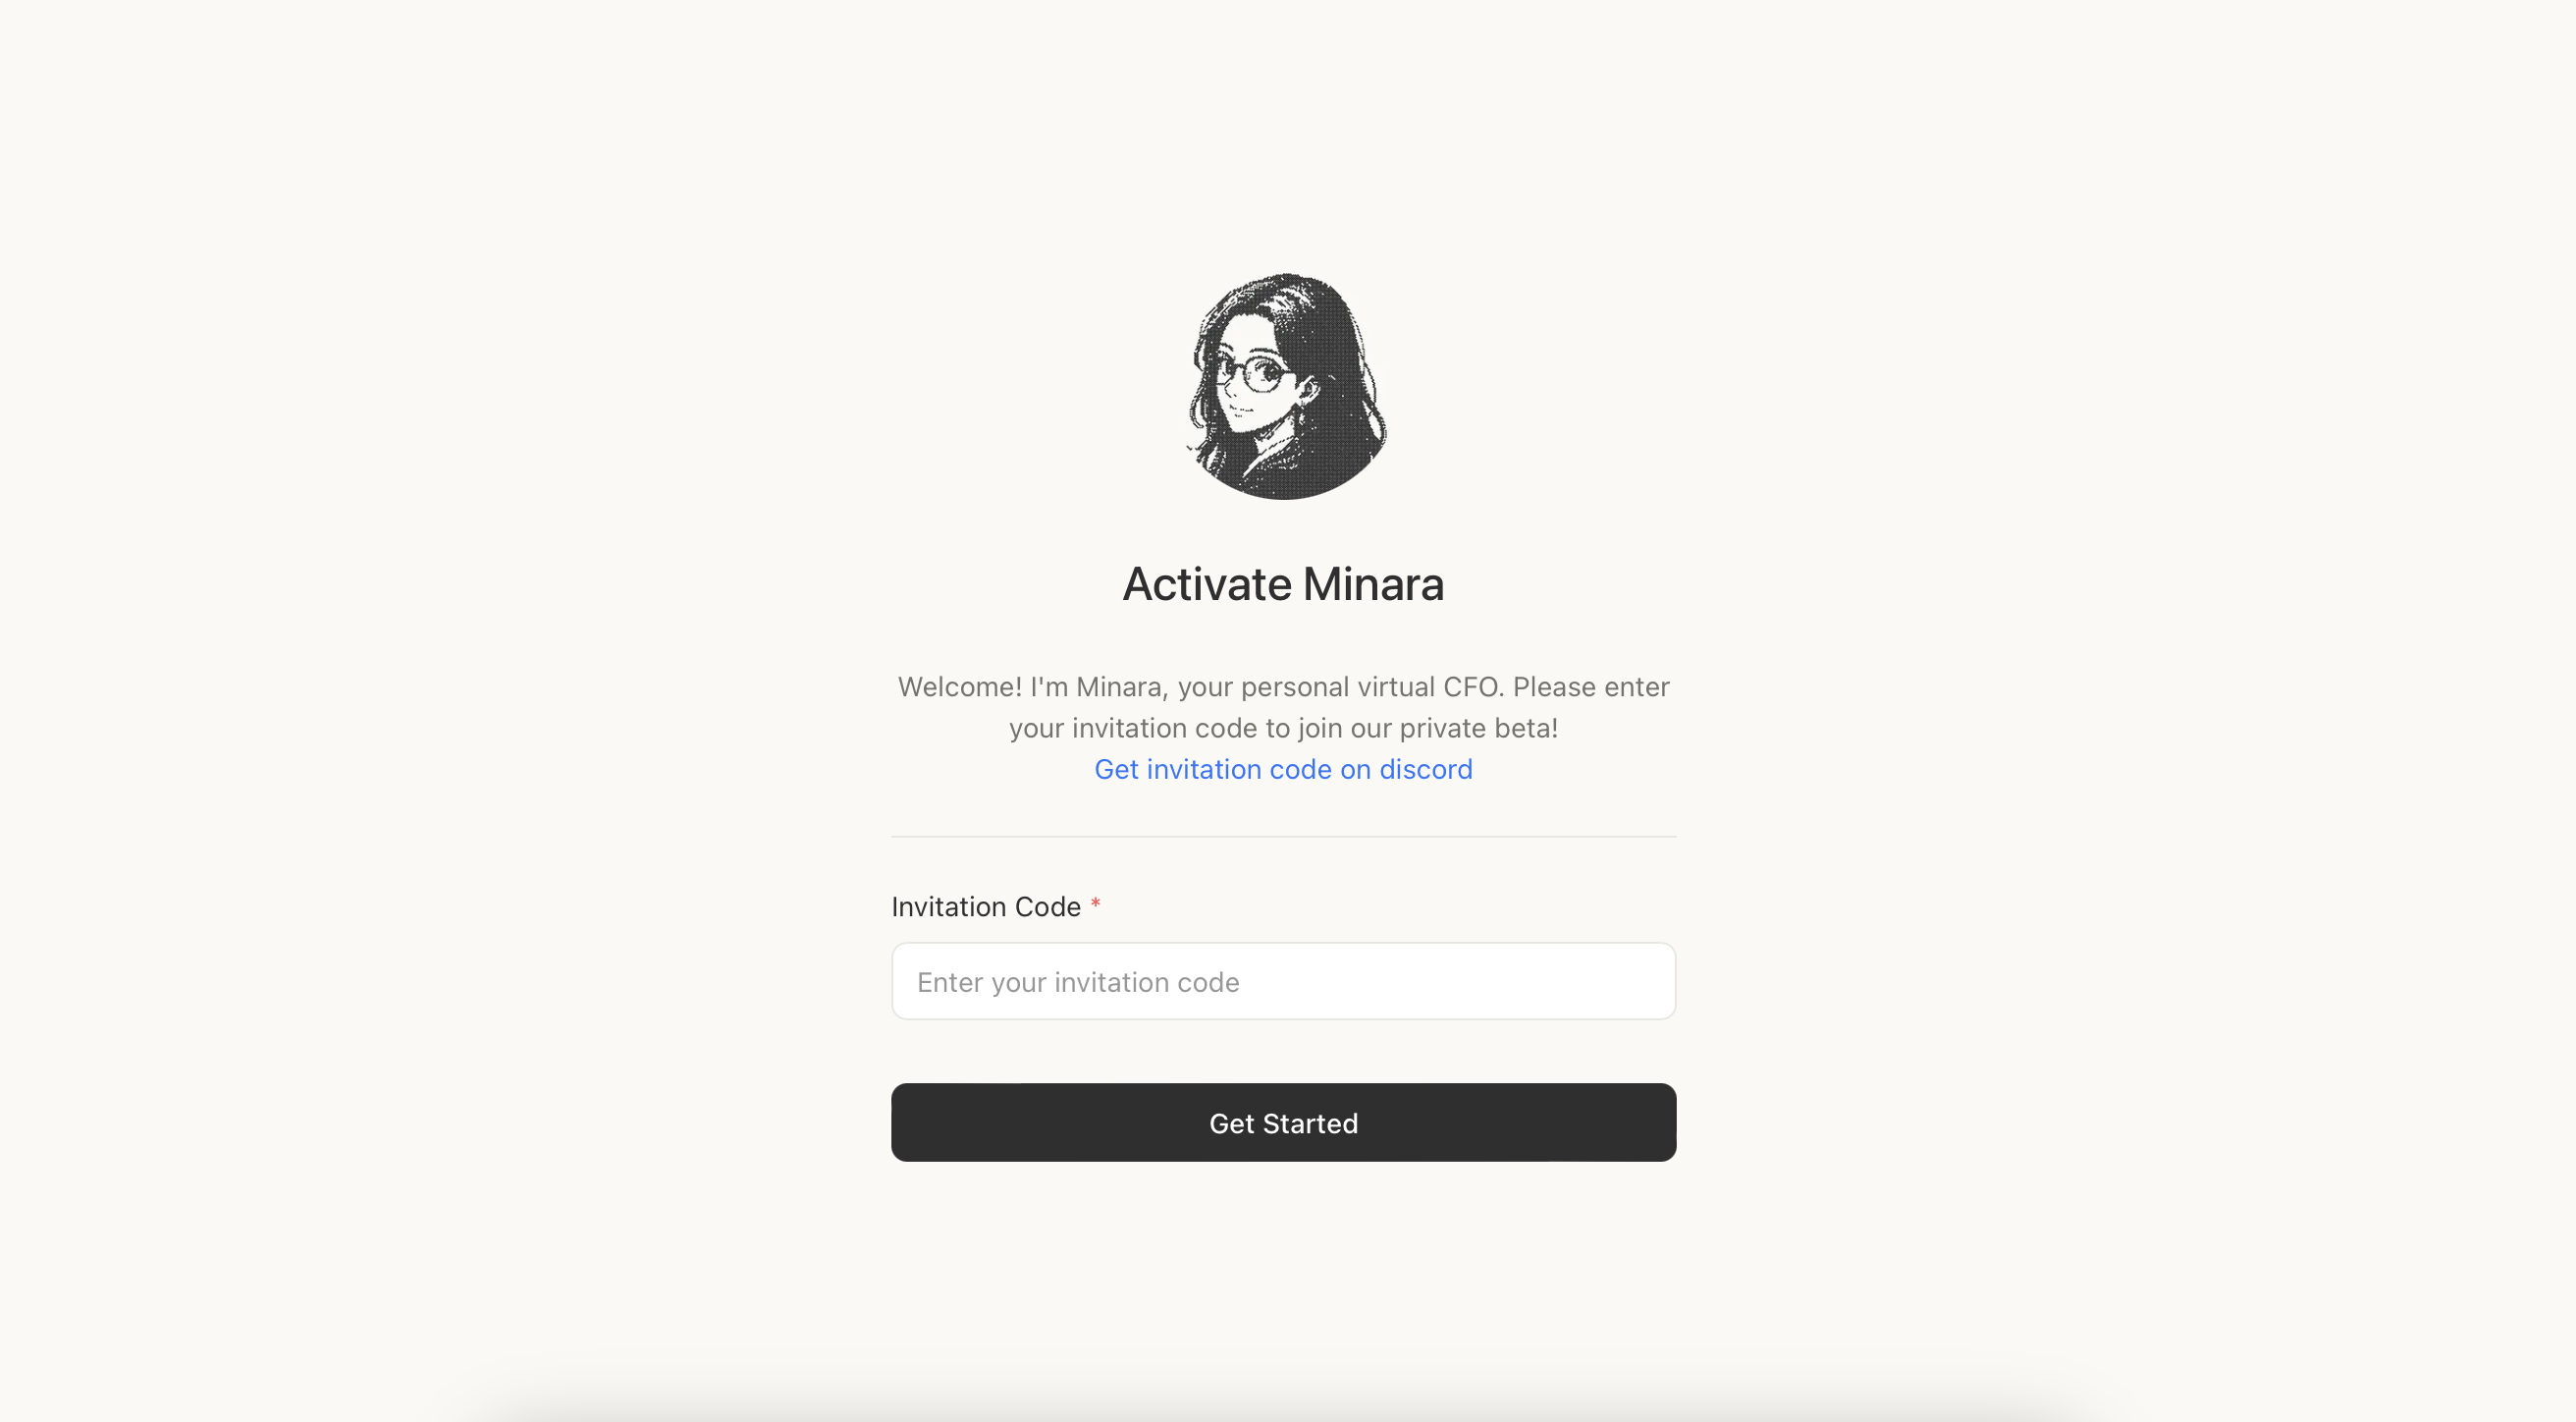 Activate Minara
Welcome! I'm Minara, your personal virtual CFO. Please enter
your invitation code to join our private beta!
Get invitation code on discord
Invitation Code *
Enter your invitation code
Get Started